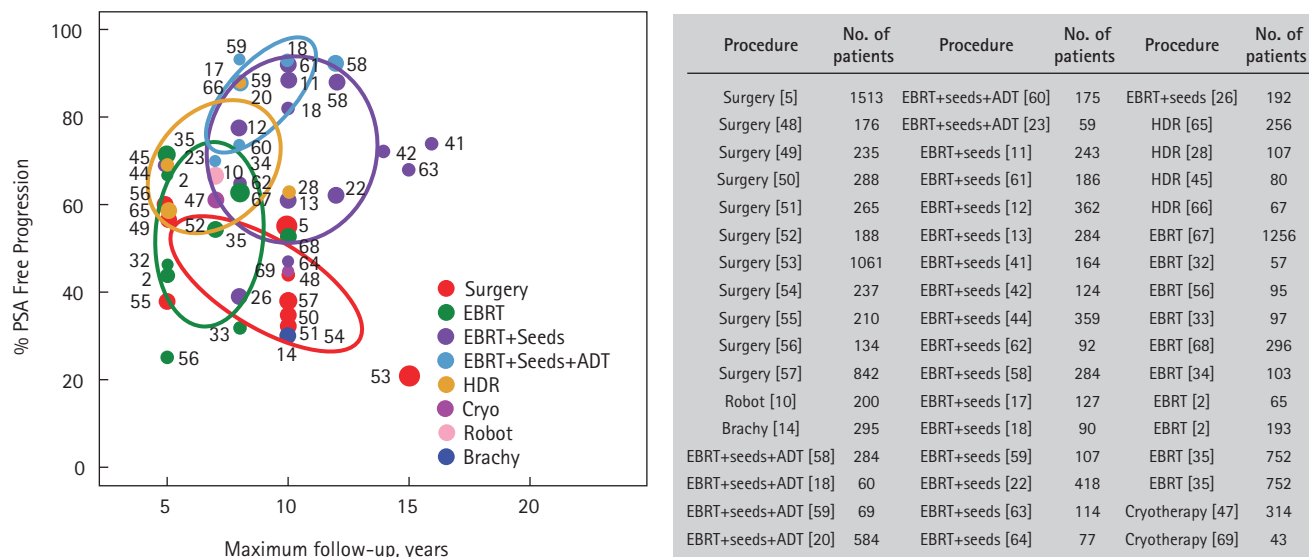 100
80
60
40
20
0
% PSA Free Progression
5
10
15
20
Maximum follow-up, years
59
18
17
59
61
58
66
20
11
58
18
12
35
45
23
60
44
2
34
10
62
28
56
47
67
13
22
65
49
52
35
5
68
42
41
63
32
2
69
64
48
55
26
57
50
33
51
54
14
56
53
Surgery
EBRT
EBRT+Seeds
EBRT+Seeds+ADT
HDR
Cryo
Robot
Brachy
Procedure No. of patients Procedure No. of patients Procedure No. of patients
Surgery [5] 1513 EBRT+seeds+ADT [60] 175 EBRT+seeds [26] 192
Surgery [48] 176 EBRT+seeds+ADT [23] 59 HDR [65] 256
Surgery [49] 235 EBRT+seeds [11] 243 HDR [28] 107
Surgery [50] 288 EBRT+seeds [61] 186 HDR [45] 80
Surgery [51] 265 EBRT+seeds [12] 362 HDR [66] 67
Surgery [52] 188 EBRT+seeds [13] 284 EBRT [67] 1256
Surgery [53] 1061 EBRT+seeds [41] 164 EBRT [32] 57
Surgery [54] 237 EBRT+seeds [42] 124 EBRT [56] 95
Surgery [55] 210 EBRT+seeds [44] 359 EBRT [33] 97
Surgery [56] 134 EBRT+seeds [62] 92 EBRT [68] 296
Surgery [57] 842 EBRT+seeds [58] 284 EBRT [34] 103
Robot [10] 200 EBRT+seeds [17] 127 EBRT [2] 65
Brachy [14] 295 EBRT+seeds [18] 90 EBRT [2] 193
EBRT+seeds+ADT [58] 284 EBRT+seeds [59] 107 EBRT [35] 752
EBRT+seeds+ADT [18] 60 EBRT+seeds [22] 418 EBRT [35] 752
EBRT+seeds+ADT [59] 69 EBRT+seeds [63] 114 Cryotherapy [47] 314
EBRT+seeds+ADT [20] 584 EBRT+seeds [64] 77 Cryotherapy [69] 43